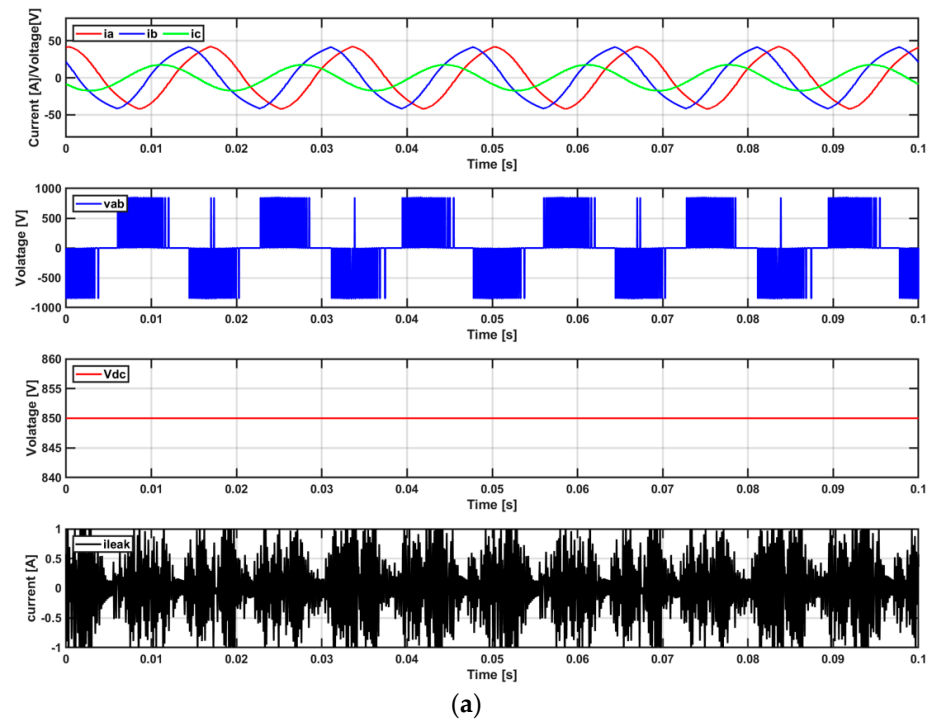 Current [A]/Voltage[V]
50
0
-50
ia ib ic
0 0.01 0.02 0.03 0.04 0.05 0.06 0.07 0.08 0.09 0.1
Time [s]
Volatage [V]
1000
500
0
-500
-1000
vab
0 0.01 0.02 0.03 0.04 0.05 0.06 0.07 0.08 0.09 0.1
Time [s]
Volatage [V]
860
855
850
845
840
Vdc
0 0.01 0.02 0.03 0.04 0.05 0.06 0.07 0.08 0.09 0.1
Time [s]
current [A]
1
0.5
0
-0.5
-1
ileak
0 0.01 0.02 0.03 0.04 0.05 0.06 0.07 0.08 0.09 0.1
Time [s]
(a)